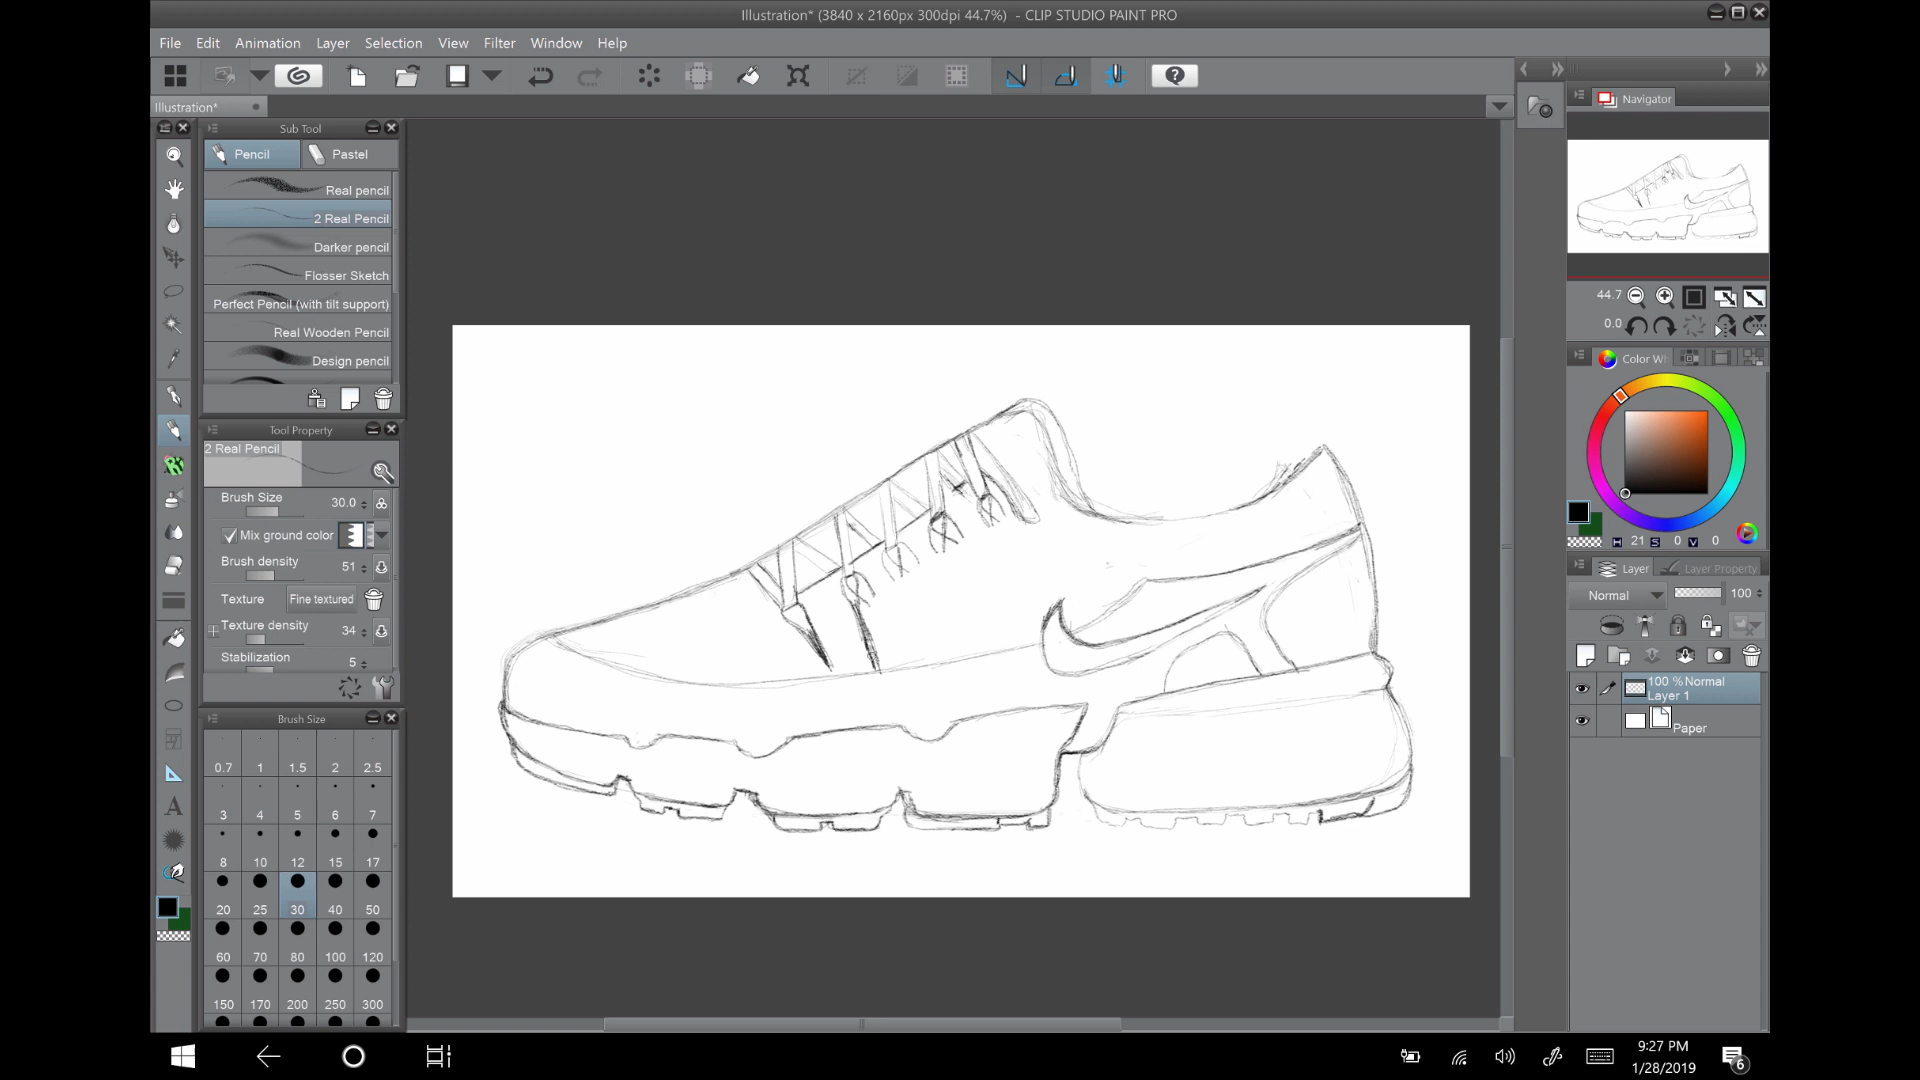 Illustration* (3840 x 2160px 300dpi 44.7%) - CLIP STUDIO PAINT PRO
File Edit Animation Layer Selection View Filter Window Help
Illustration*
Navigator
Sub Tool
Pencil Pastel
Real pencil
2 Real Pencil
Darker pencil
Flosser Sketch
Perfect Pencil (with tilt support)
Real Wooden Pencil
Design pencil
Tool Property
2 Real Pencil
Brush Size 30.0
Mix ground color
Brush density 51
Texture Fine textured
Texture density 34
Stabilization 5
Brush Size
0.7 1 1.5 2 2.5
3 4 5 6 7
8 10 12 15 17
20 25 30 40 50
60 70 80 100 120
150 170 200 250 300
44.7
0.0
Color W
H 21 S 0 V 0
Layer Layer Property
Normal 100
100 % Normal
Layer 1
Paper
A
9:27 PM
1/28/2019
6